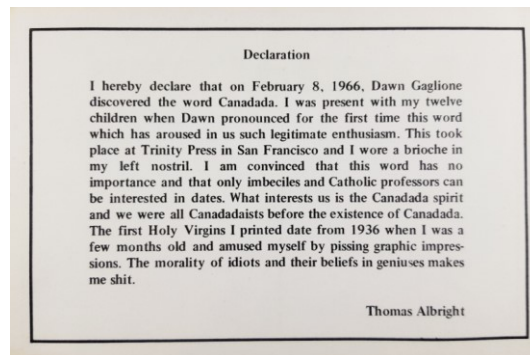 Declaration
I hereby declare that on February 8, 1966, Dawn Gaglione
discovered the word Canadada. I was present with my twelve
children when Dawn pronounced for the first time this word
which has aroused in us such legitimate enthusiasm. This took
place at Trinity Press in San Francisco and I wore a brioche in
my left nostril. I am convinced that this word has no
importance and that only imbeciles and Catholic professors can
be interested in dates. What interests us is the Canadada spirit
and we were all Canadadaists before the existence of Canadada.
The first Holy Virgins I printed date from 1936 when I was a
few months old and amused myself by pissing graphic impres-
sions. The morality of idiots and their beliefs in geniuses makes
me shit.
Thomas Albright